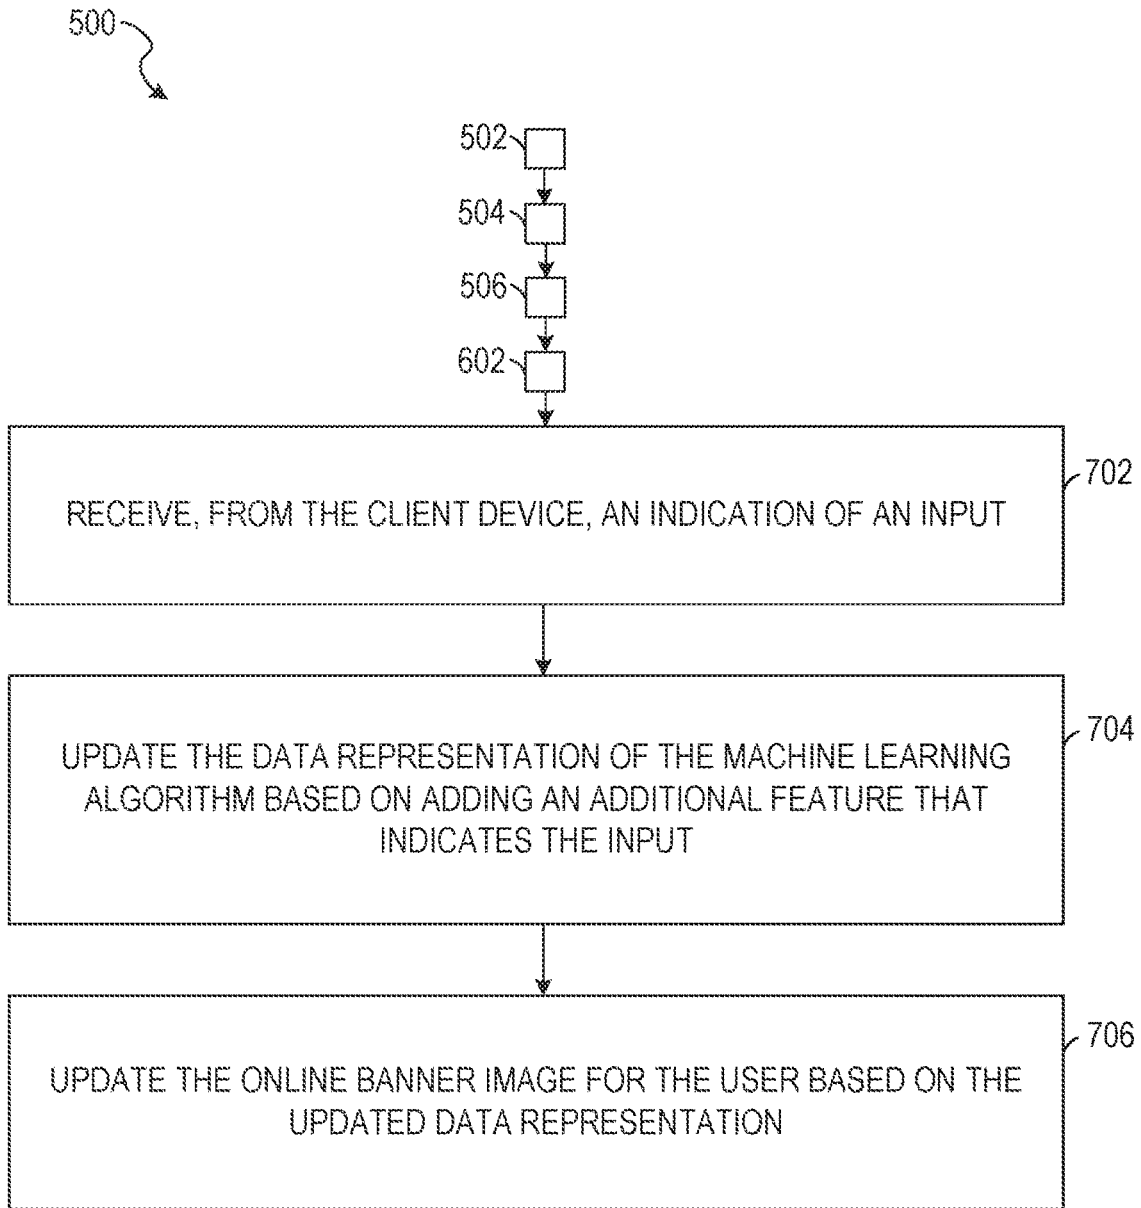 500
502
504
506
602
702
RECEIVE, FROM THE CLIENT DEVICE, AN INDICATION OF AN INPUT
704
UPDATE THE DATA REPRESENTATION OF THE MACHINE LEARNING
ALGORITHM BASED ON ADDING AN ADDITIONAL FEATURE THAT
INDICATES THE INPUT
706
UPDATE THE ONLINE BANNER IMAGE FOR THE USER BASED ON THE
UPDATED DATA REPRESENTATION